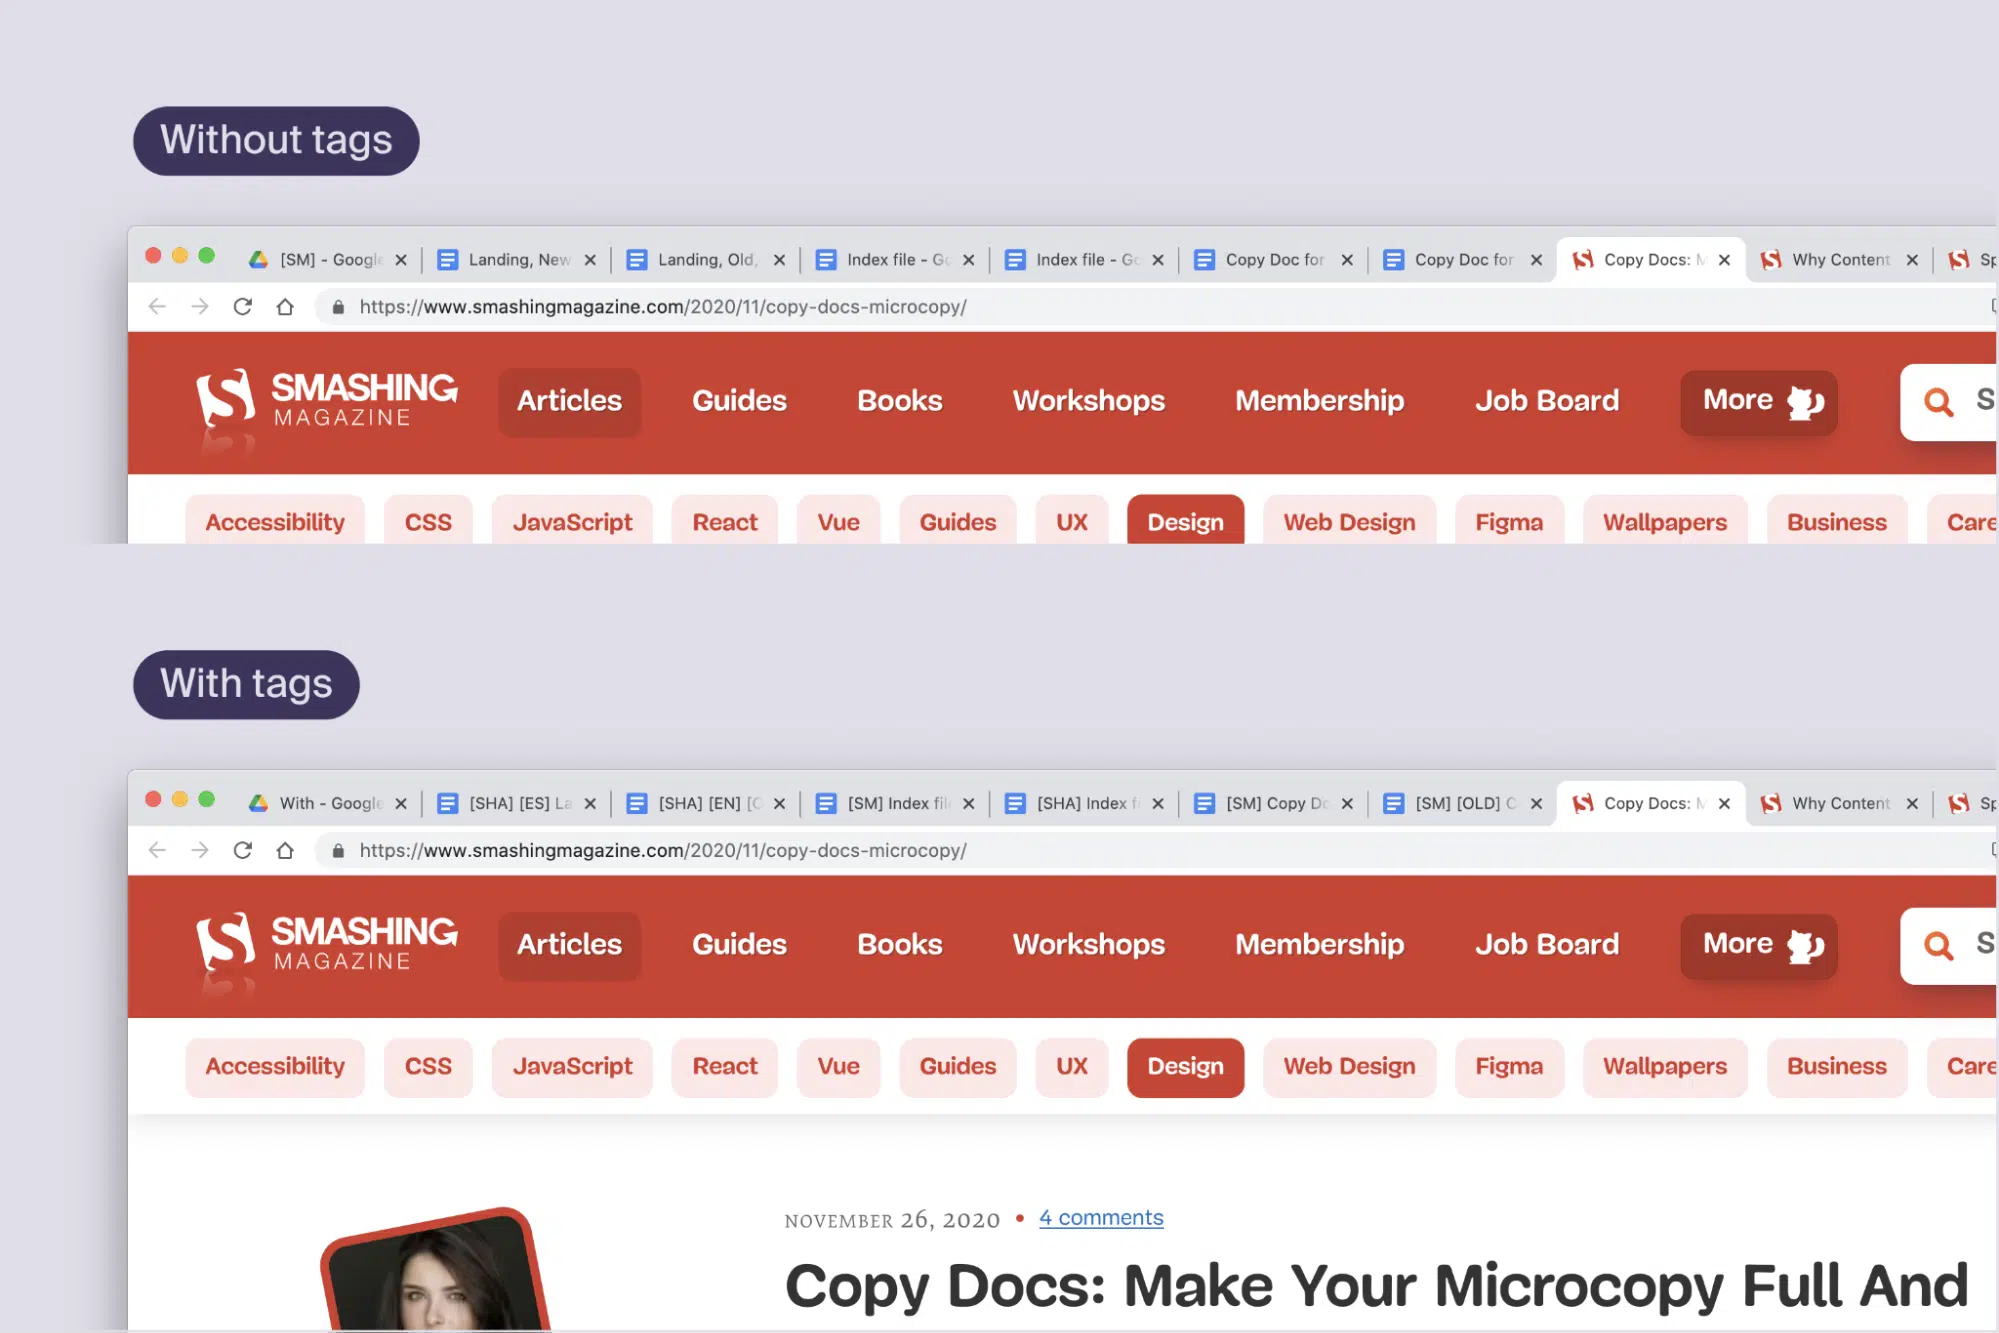 Without tags
[SM] - Google Landing, New Landing, Old, Index file - Go Index file - Go Copy Doc for Copy Doc for Copy Docs: M Why Content Sp
https://www.smashingmagazine.com/2020/11/copy-docs-microcopy/
SMASHING MAGAZINE Articles Guides Books Workshops Membership Job Board More S
Accessibility CSS JavaScript React Vue Guides UX Design Web Design Figma Wallpapers Business Care
With tags
With - Google [SHA] [ES] La [SHA] [EN] [O [SM] Index file [SHA] Index f [SM] Copy Do [SM] [OLD] C Copy Docs: M Why Content Sp
https://www.smashingmagazine.com/2020/11/copy-docs-microcopy/
SMASHING MAGAZINE Articles Guides Books Workshops Membership Job Board More S
Accessibility CSS JavaScript React Vue Guides UX Design Web Design Figma Wallpapers Business Care
NOVEMBER 26, 2020 • 4 comments
Copy Docs: Make Your Microcopy Full And